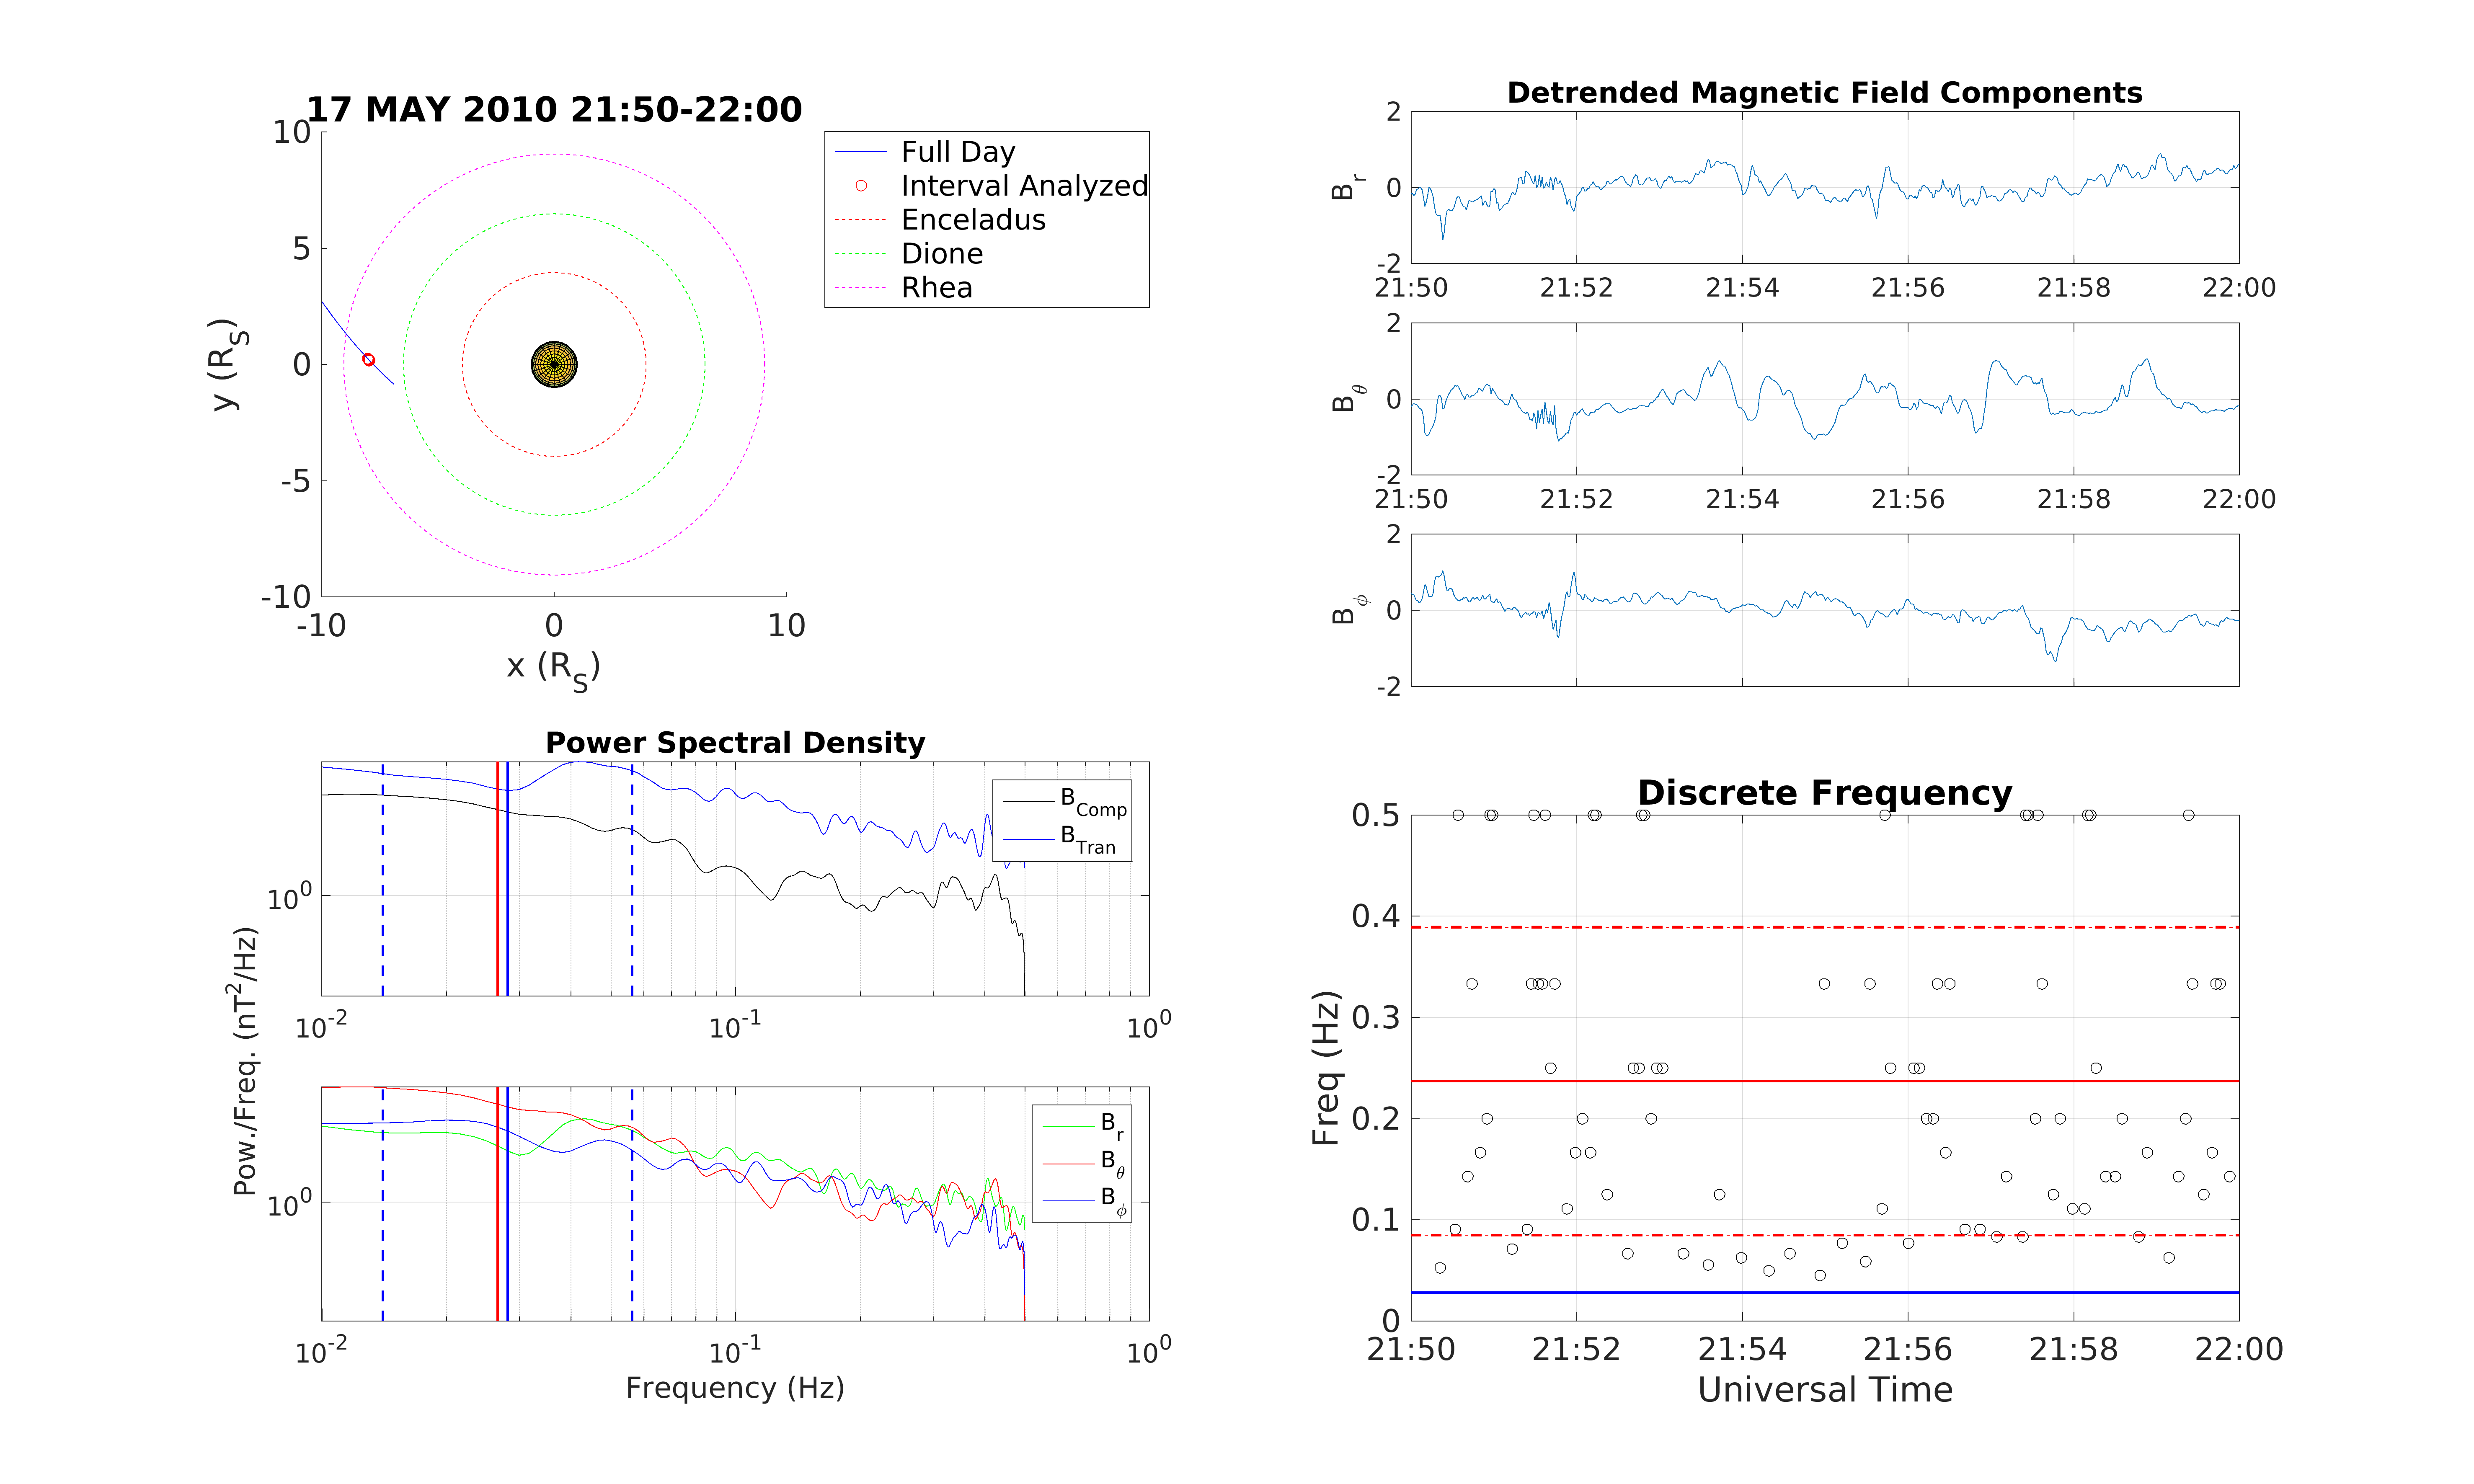 17 MAY 2010 21:50-22:00
10
5
0
-5
-10
-10
0
10
y (R_S)
x (R_S)
Full Day
Interval Analyzed
Enceladus
Dione
Rhea
Detrended Magnetic Field Components
2
0
-2
B_r
21:50 21:52 21:54 21:56 21:58 22:00
2
0
-2
B_θ
21:50 21:52 21:54 21:56 21:58 22:00
2
0
-2
B_ϕ
Power Spectral Density
10^0
B_Comp
B_Tran
10^-2 10^-1 10^0
Pow./Freq. (nT^2/Hz)
10^0
B_r
B_θ
B_ϕ
10^-2 10^-1 10^0
Frequency (Hz)
Discrete Frequency
0.5
0.4
0.3
0.2
0.1
0
Freq (Hz)
21:50 21:52 21:54 21:56 21:58 22:00
Universal Time